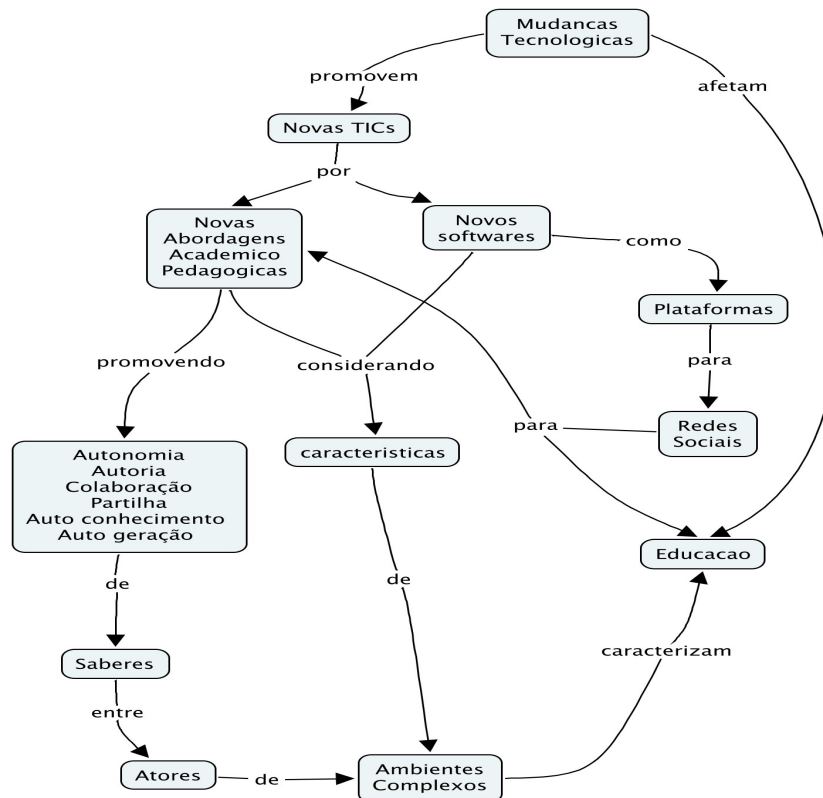 Mudancas
Tecnologicas
promovem
afetam
Novas TICs
por
Novas
Abordagens
Academico
Pedagogicas
Novos
softwares
como
Plataformas
promovendo
considerando
para
Redes
Sociais
para
Autonomia
Autoria
Colaboração
Partilha
Auto conhecimento
Auto geração
caracteristicas
Educacao
de
de
Saberes
caracterizam
entre
Atores
de
Ambientes
Complexos